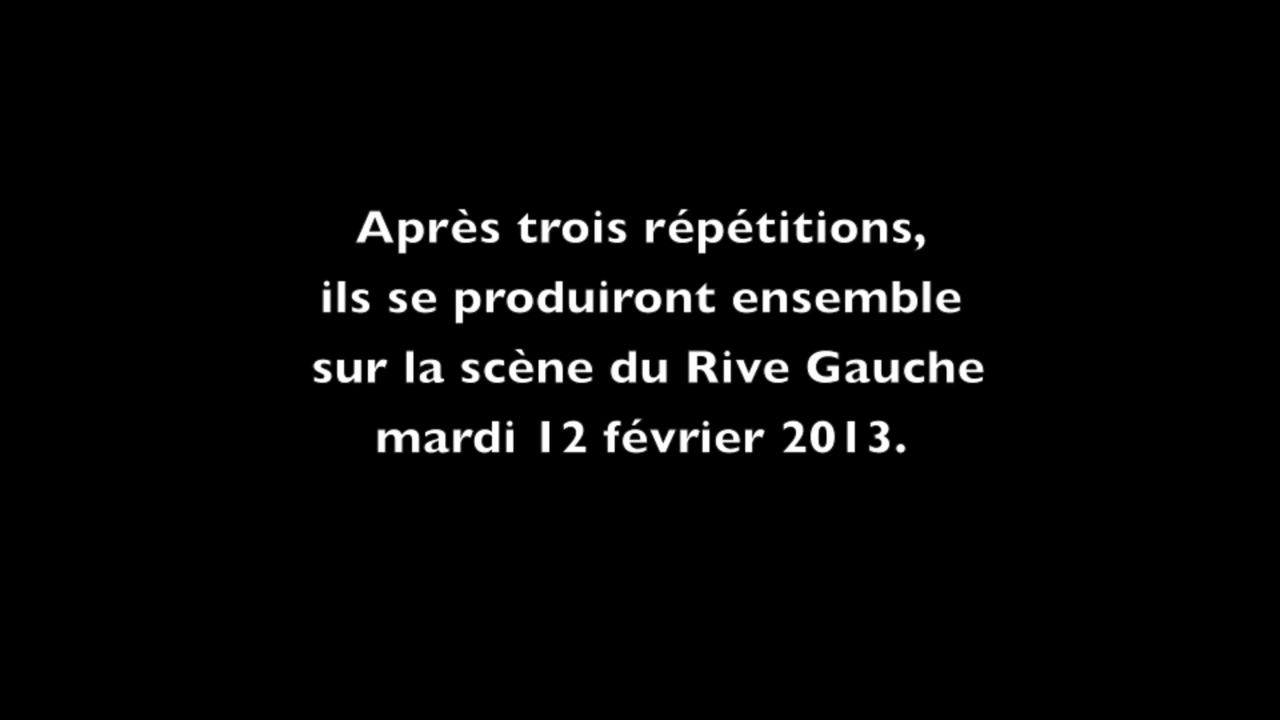 Après trois répétitions,
ils se produiront ensemble
sur la scène du Rive Gauche
mardi 12 février 2013.